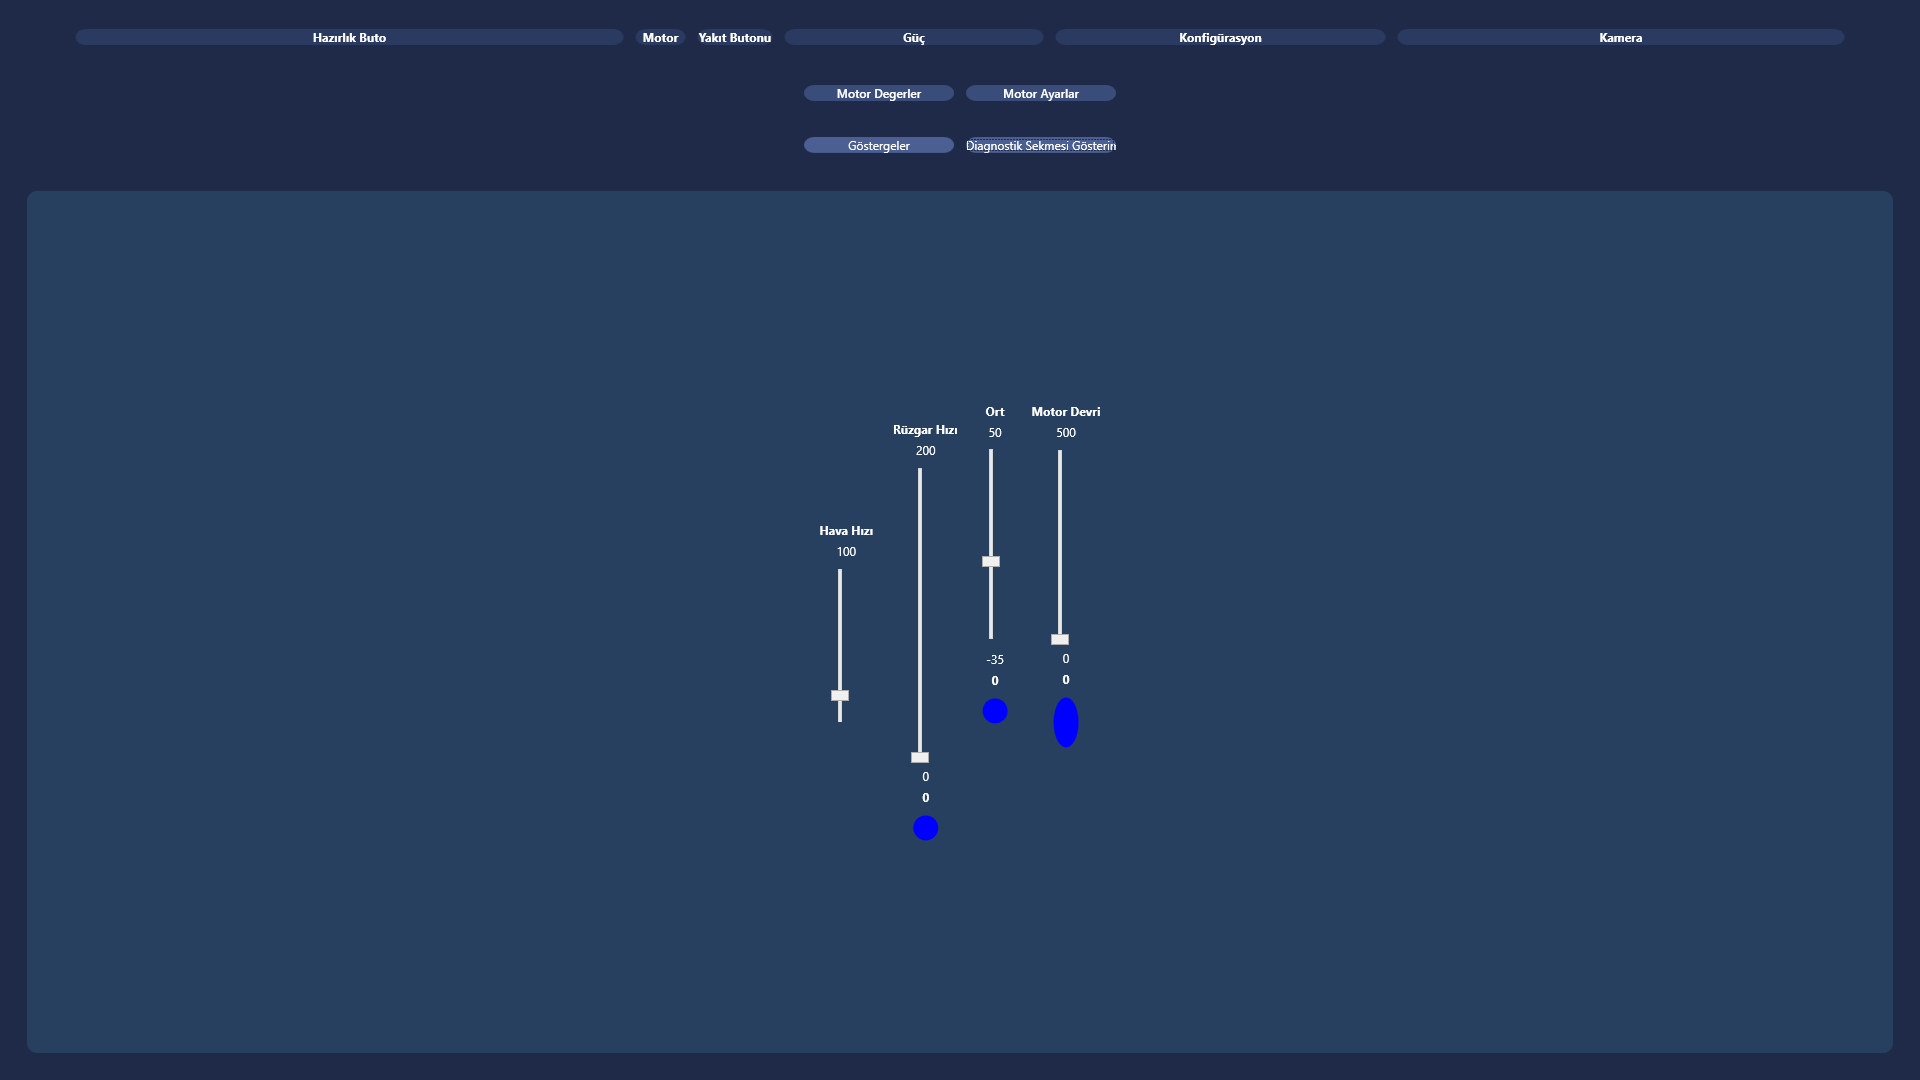 Hazırlık Buto
Motor
Yakıt Butonu
Güç
Konfigürasyon
Kamera
Motor Degerler
Motor Ayarlar
Göstergeler
Diagnostik Sekmesi Gösterin
Hava Hızı
100
Rüzgar Hızı
200
0
0
Ort
50
-35
0
Motor Devri
500
0
0